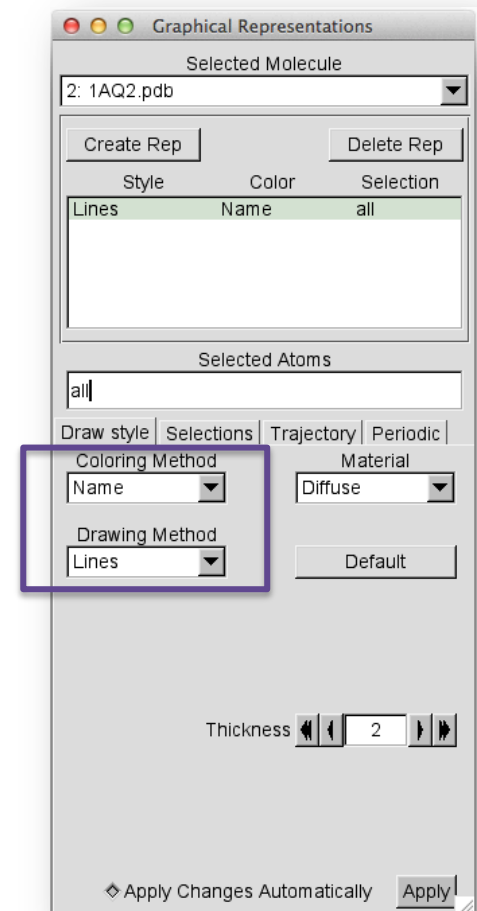 Graphical Representations
Selected Molecule
2: 1AQ2.pdb
Create Rep Delete Rep
Style Color Selection
Lines Name all
Selected Atoms
all
Draw style Selections Trajectory Periodic
Coloring Method Material
Name Diffuse
Drawing Method
Lines Default
Thickness 2
Apply Changes Automatically Apply